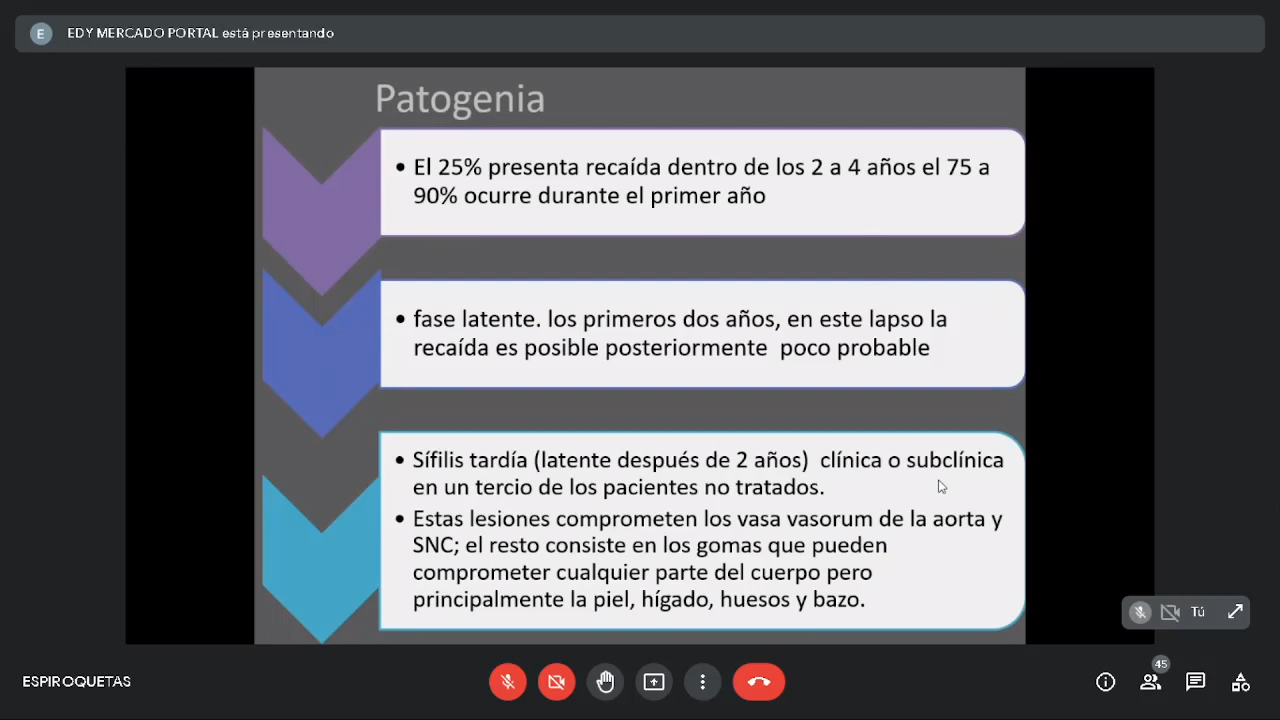 E
EDY MERCADO PORTAL está presentando
Patogenia
• El 25% presenta recaída dentro de los 2 a 4 años el 75 a
90% ocurre durante el primer año
• fase latente. los primeros dos años, en este lapso la
recaída es posible posteriormente  poco probable
• Sífilis tardía (latente después de 2 años)  clínica o subclínica
en un tercio de los pacientes no tratados.
• Estas lesiones comprometen los vasa vasorum de la aorta y
SNC; el resto consiste en los gomas que pueden
comprometer cualquier parte del cuerpo pero
principalmente la piel, hígado, huesos y bazo.
Tú
ESPIROQUETAS
45